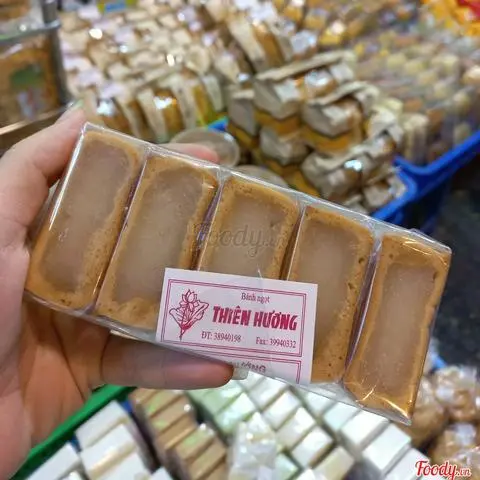 Foody.vn
Bánh ngọt
THIÊN HƯƠNG
ĐT: 38940198 Fax: 39940332
Foody.vn